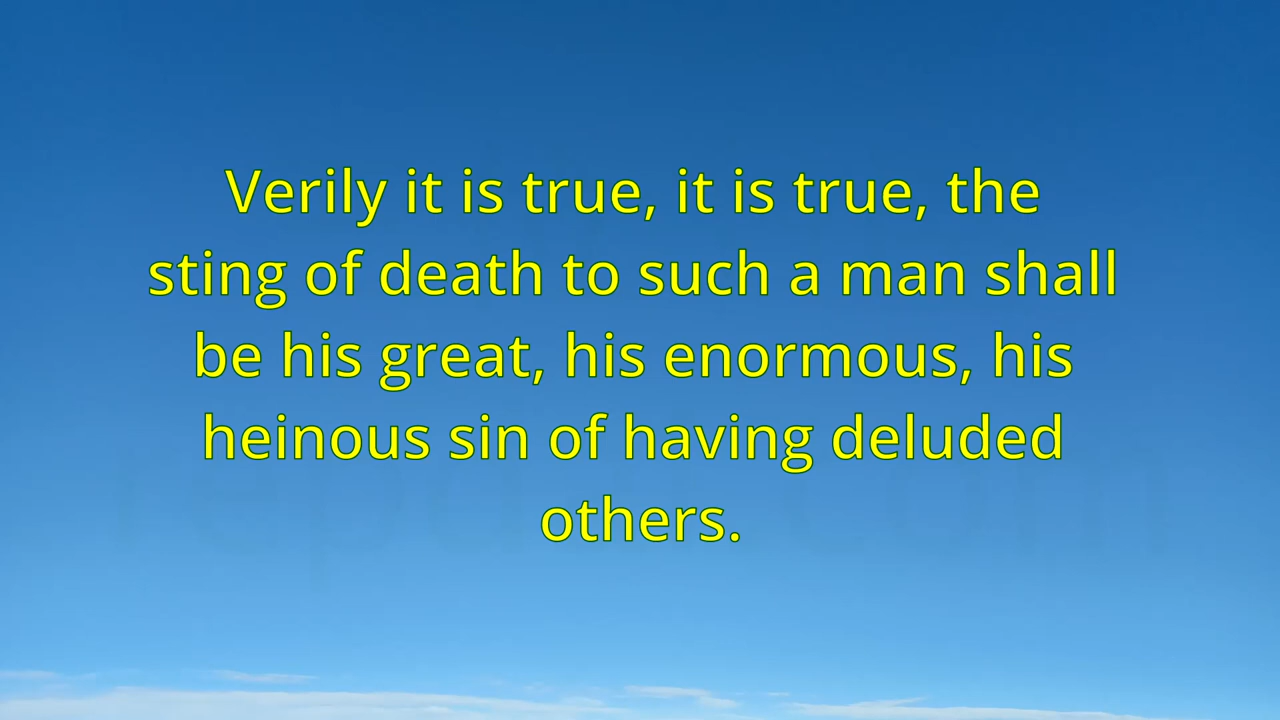 Verily it is true, it is true, the
sting of death to such a man shall
be his great, his enormous, his
heinous sin of having deluded
others.